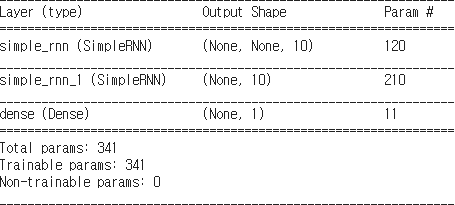 Layer (type) Output Shape Param #
simple_rnn (SimpleRNN) (None, None, 10) 120
simple_rnn_1 (SimpleRNN) (None, 10) 210
dense (Dense) (None, 1) 11
Total params: 341
Trainable params: 341
Non-trainable params: 0